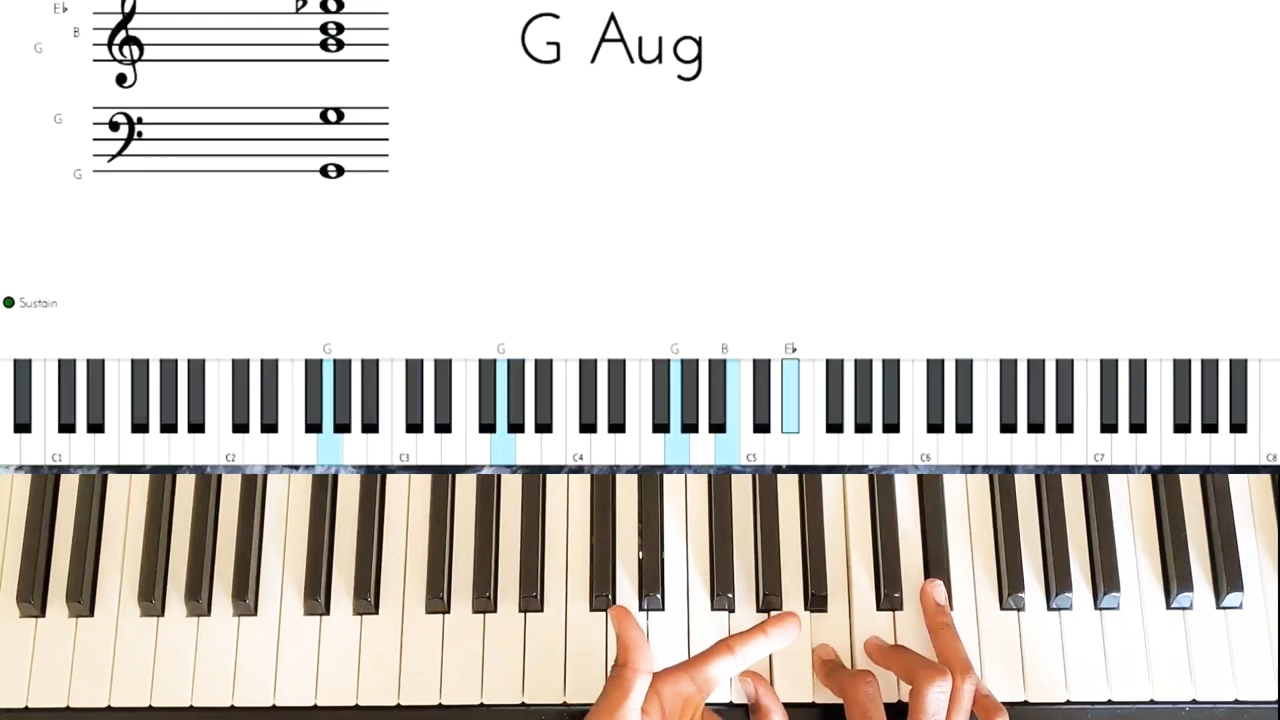 E♭
B
G
G Aug
G
G
Sustain
G G G B E♭
C1 C2 C3 C4 C5 C6 C7 C8